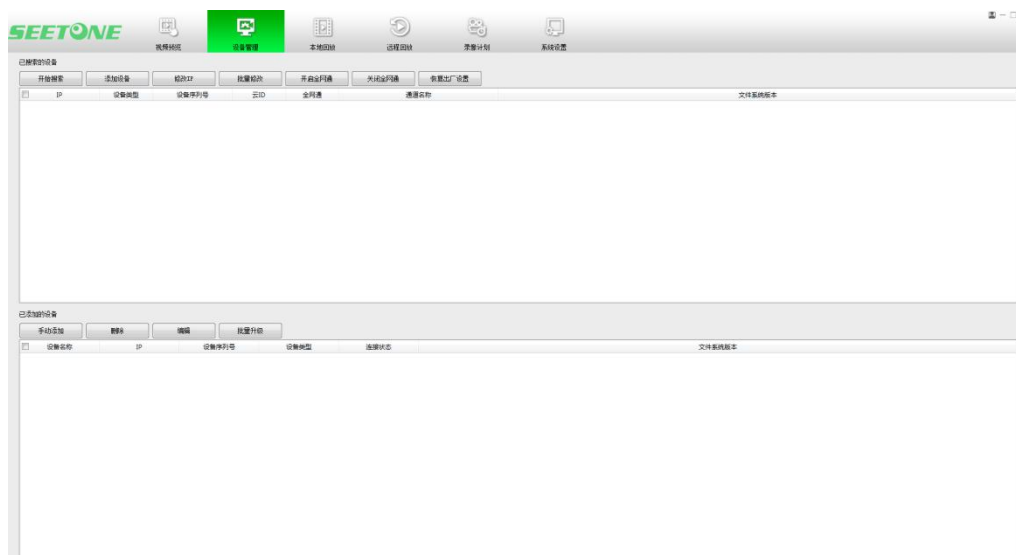 SEETONE
视频预览 设备管理 本地回放 远程回放 录像计划 系统设置
已搜索的设备
开始搜索 添加设备 修改IP 批量修改 开启全网通 关闭全网通 恢复出厂设置
IP 设备类型 设备序列号 云ID 全网通 通道名称 文件系统版本
已添加的设备
手动添加 删除 编辑 批量升级
设备名称 IP 设备序列号 设备类型 连接状态 文件系统版本